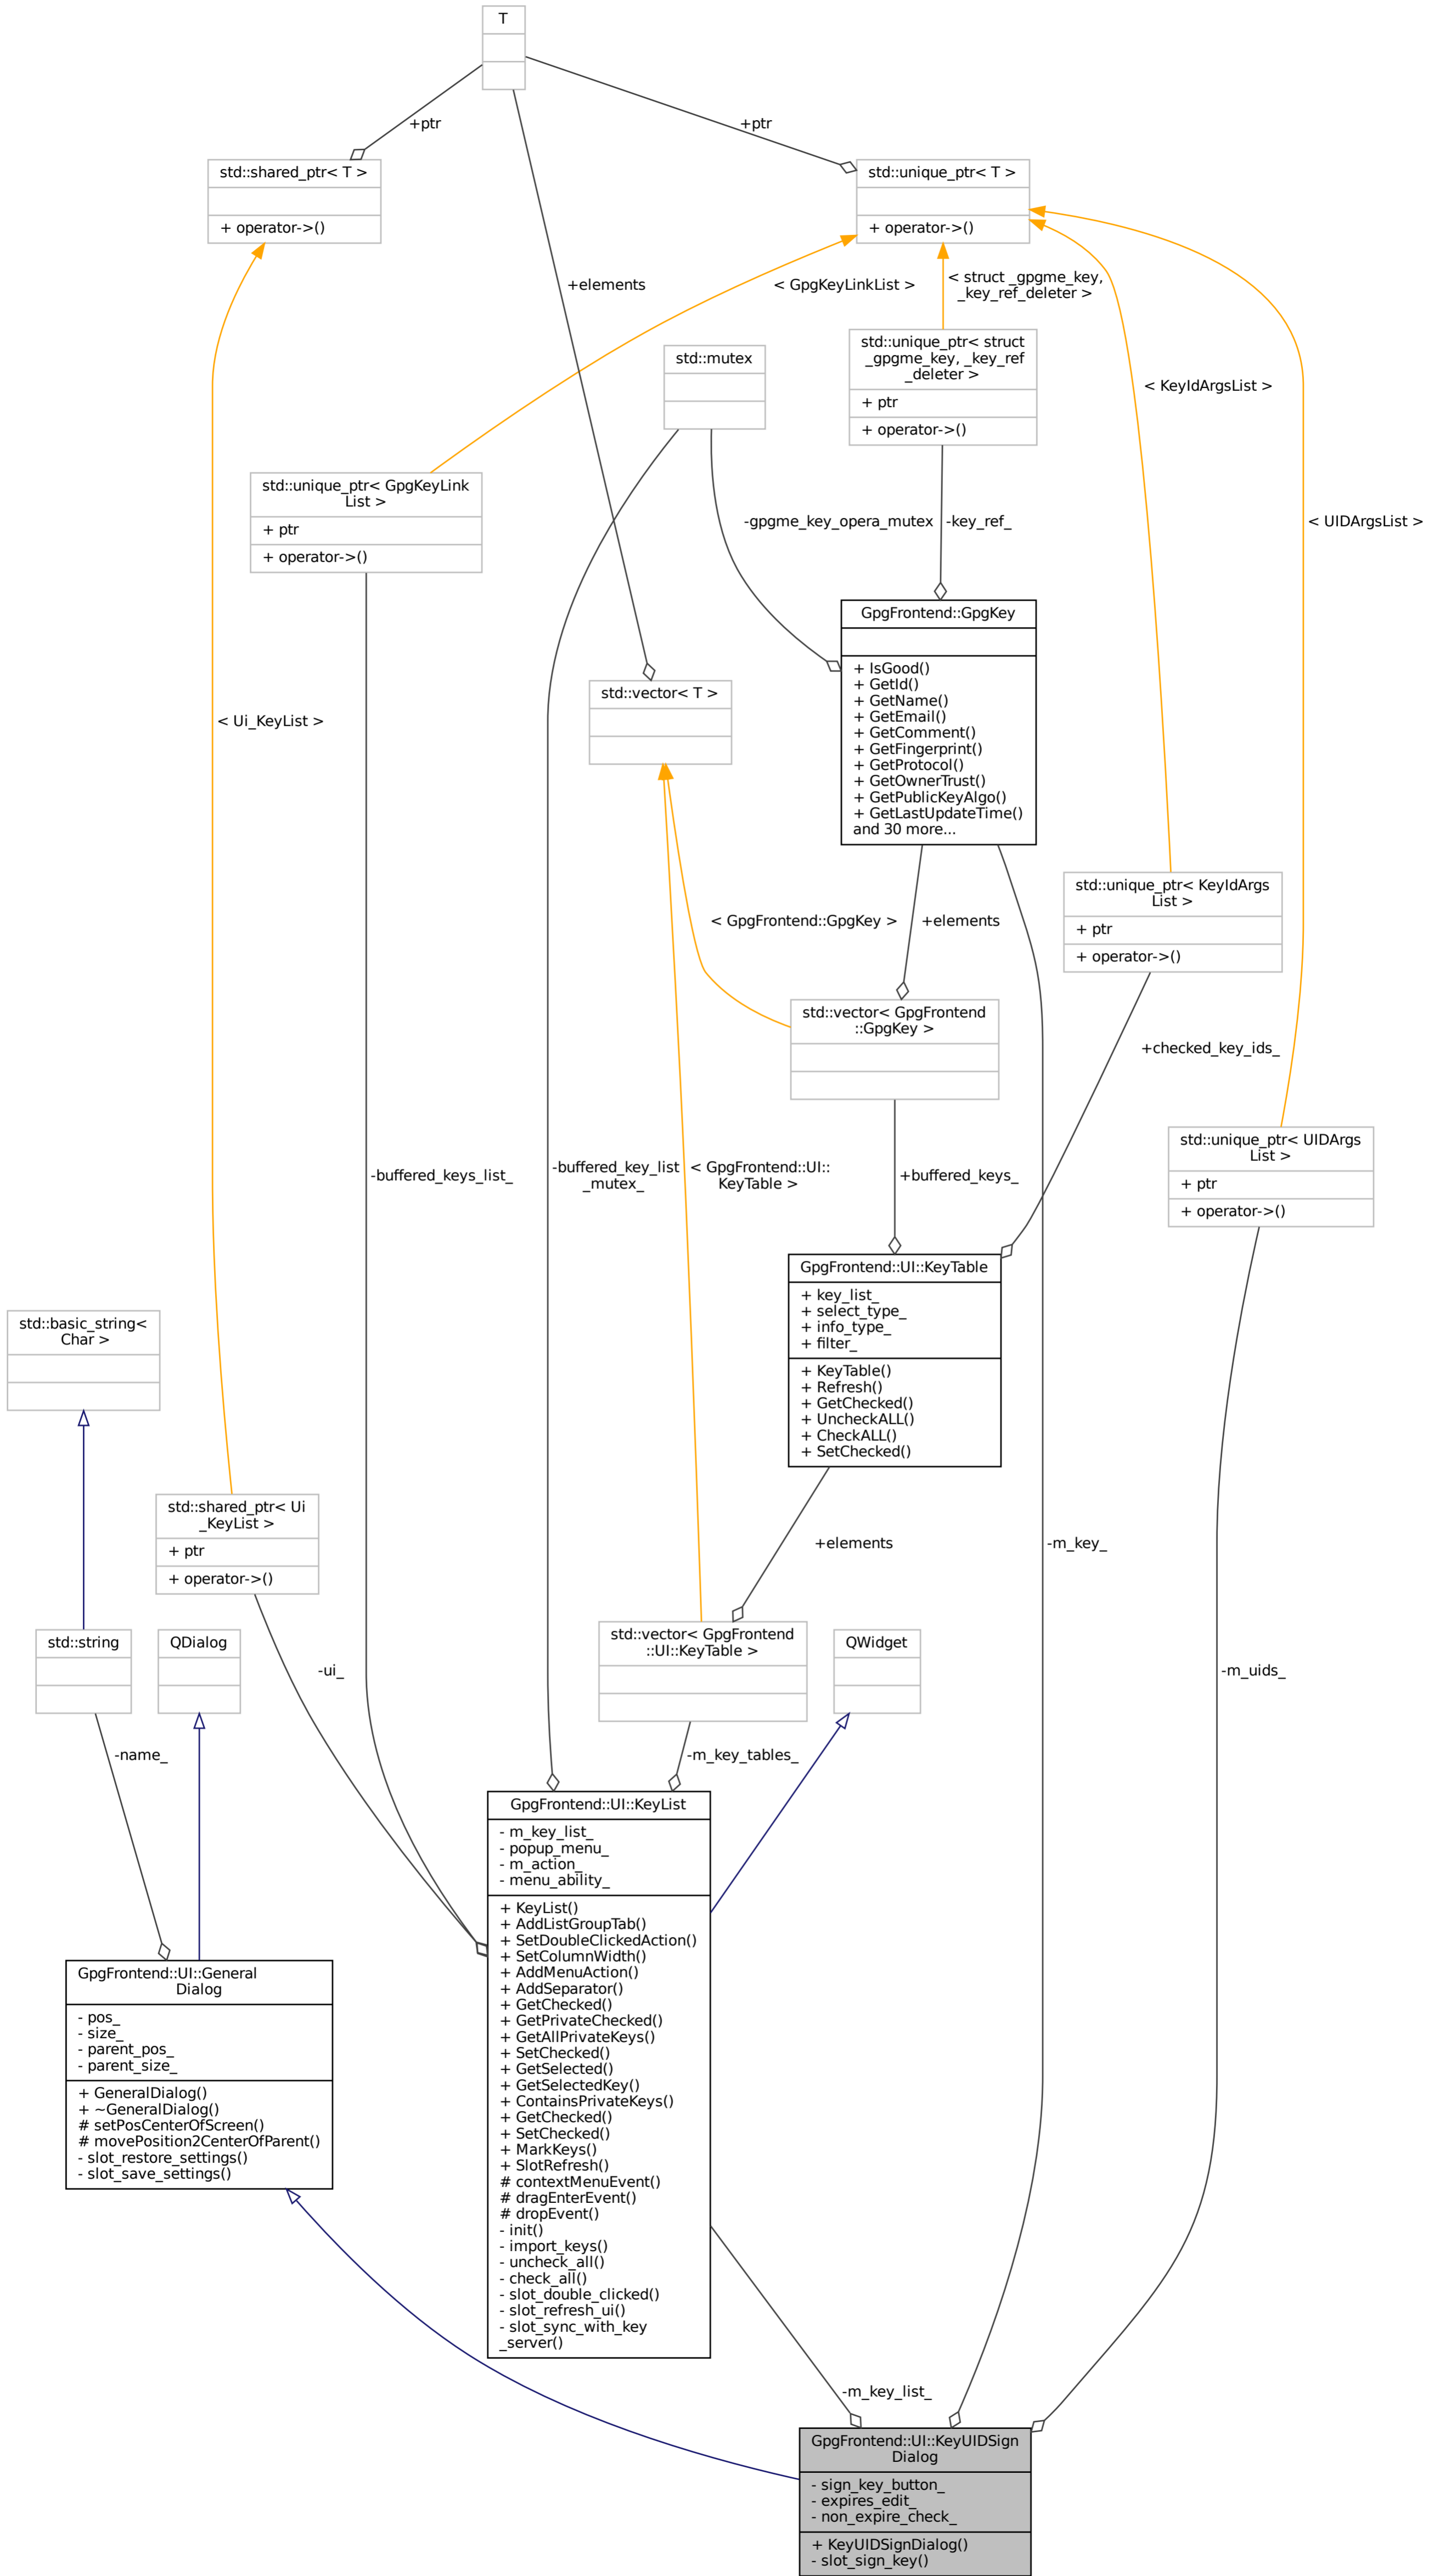 T
+ptr
+ptr
std::shared_ptr< T >
+ operator->()
std::unique_ptr< T >
+ operator->()
+elements
< GpgKeyLinkList >
< struct _gpgme_key,
_key_ref_deleter >
std::mutex
std::unique_ptr< struct
_gpgme_key, _key_ref
_deleter >
+ ptr
+ operator->()
< KeyIdArgsList >
std::unique_ptr< GpgKeyLink
List >
+ ptr
+ operator->()
-gpgme_key_opera_mutex
-key_ref_
< UIDArgsList >
GpgFrontend::GpgKey
+ IsGood()
+ GetId()
+ GetName()
+ GetEmail()
+ GetComment()
+ GetFingerprint()
+ GetProtocol()
+ GetOwnerTrust()
+ GetPublicKeyAlgo()
+ GetLastUpdateTime()
and 30 more...
< Ui_KeyList >
std::vector< T >
std::unique_ptr< KeyIdArgs
List >
+ ptr
+ operator->()
< GpgFrontend::GpgKey >
+elements
std::vector< GpgFrontend
::GpgKey >
+checked_key_ids_
std::unique_ptr< UIDArgs
List >
+ ptr
+ operator->()
-buffered_keys_list_
-buffered_key_list
_mutex_
< GpgFrontend::UI::
KeyTable >
+buffered_keys_
GpgFrontend::UI::KeyTable
+ key_list_
+ select_type_
+ info_type_
+ filter_
+ KeyTable()
+ Refresh()
+ GetChecked()
+ UncheckALL()
+ CheckALL()
+ SetChecked()
std::basic_string<
Char >
std::shared_ptr< Ui
_KeyList >
+ ptr
+ operator->()
+elements
-m_key_
std::string
QDialog
-ui_
std::vector< GpgFrontend
::UI::KeyTable >
QWidget
-m_uids_
-name_
-m_key_tables_
GpgFrontend::UI::KeyList
- m_key_list_
- popup_menu_
- m_action_
- menu_ability_
+ KeyList()
+ AddListGroupTab()
+ SetDoubleClickedAction()
+ SetColumnWidth()
+ AddMenuAction()
+ AddSeparator()
+ GetChecked()
+ GetPrivateChecked()
+ GetAllPrivateKeys()
+ SetChecked()
+ GetSelected()
+ GetSelectedKey()
+ ContainsPrivateKeys()
+ GetChecked()
+ SetChecked()
+ MarkKeys()
+ SlotRefresh()
# contextMenuEvent()
# dragEnterEvent()
# dropEvent()
- init()
- import_keys()
- uncheck_all()
- check_all()
- slot_double_clicked()
- slot_refresh_ui()
- slot_sync_with_key
_server()
GpgFrontend::UI::General
Dialog
- pos_
- size_
- parent_pos_
- parent_size_
+ GeneralDialog()
+ ~GeneralDialog()
# setPosCenterOfScreen()
# movePosition2CenterOfParent()
- slot_restore_settings()
- slot_save_settings()
-m_key_list_
GpgFrontend::UI::KeyUIDSign
Dialog
- sign_key_button_
- expires_edit_
- non_expire_check_
+ KeyUIDSignDialog()
- slot_sign_key()